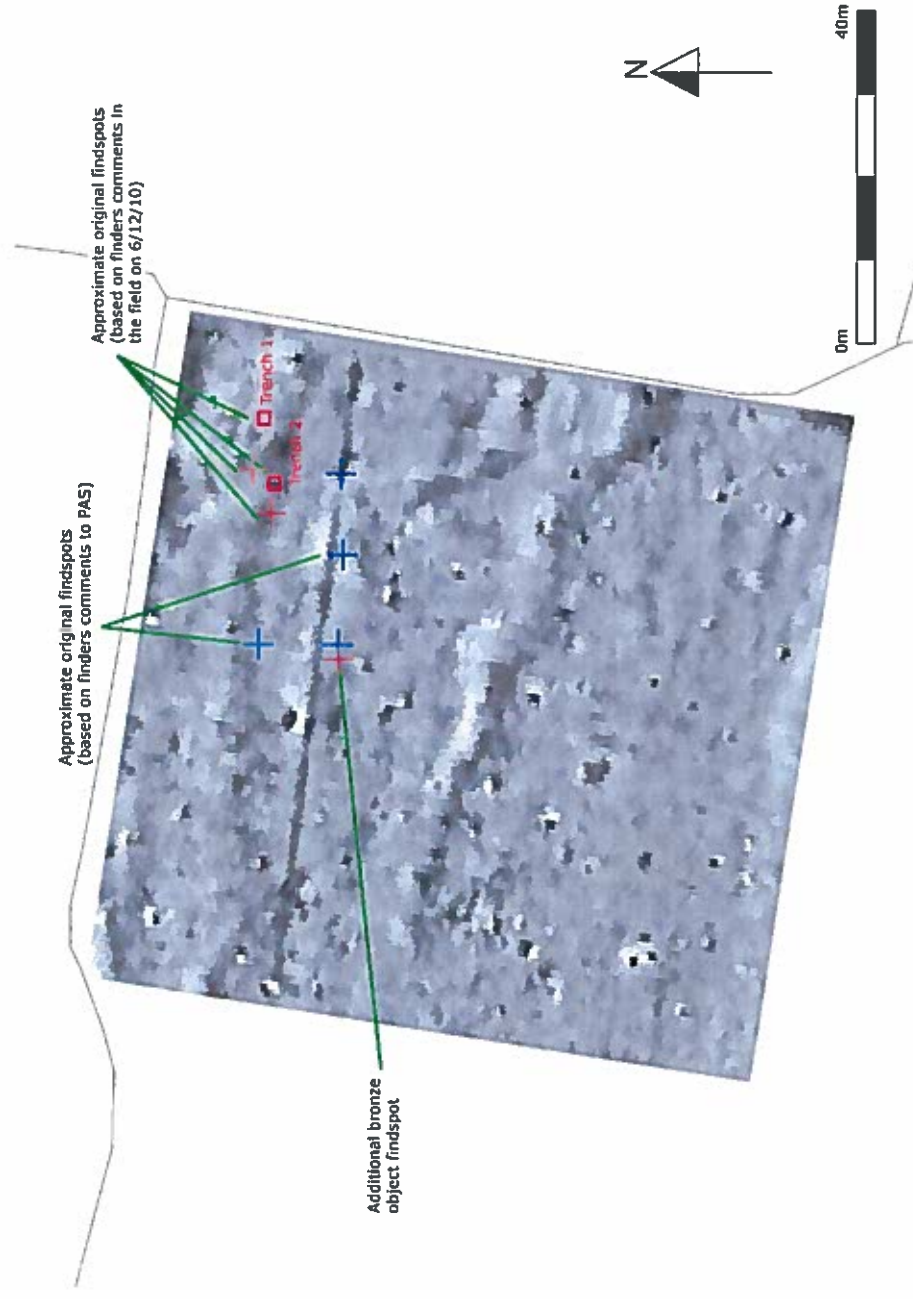 Approximate original findspots
(based on finders comments in
the field on 6/12/10)
Approximate original findspots
(based on finders comments to PAS)
Trench 1
Trench 2
Additional bronze
object findspot
N
0m
40m